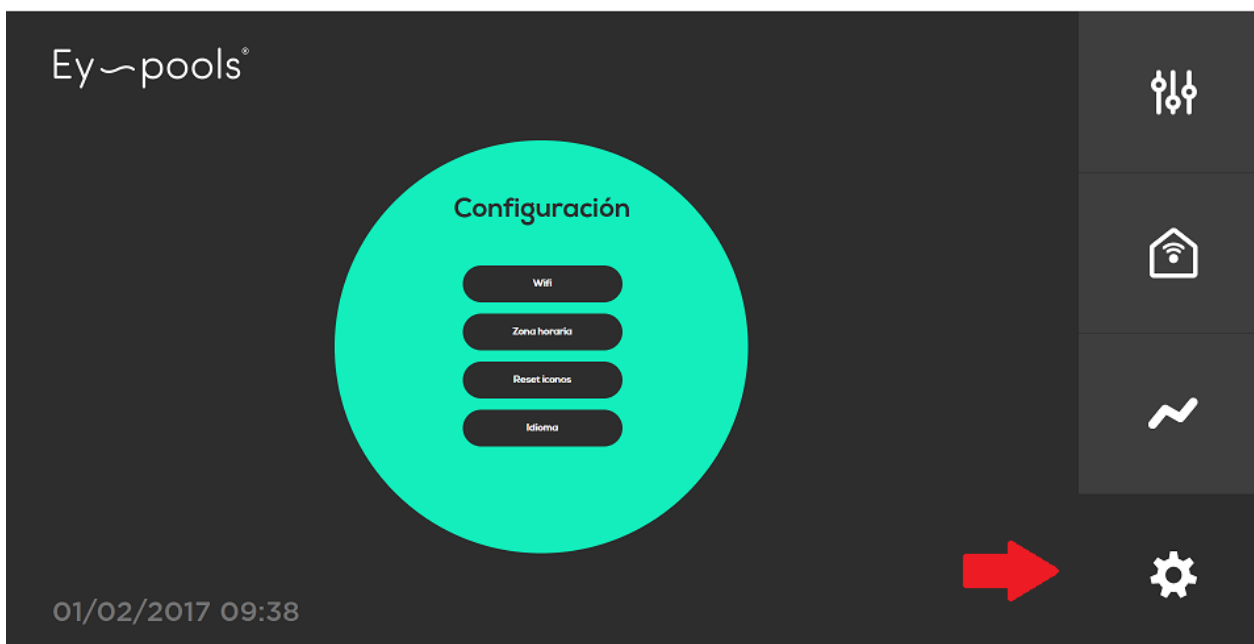 Ey~pools®
Configuración
Wifi
Zona horaria
Reset iconos
Idioma
01/02/2017 09:38